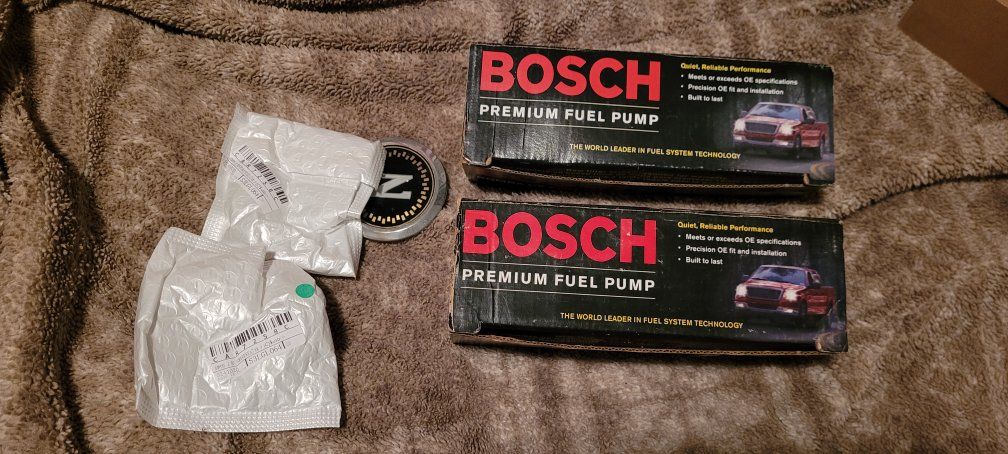 BOSCH
PREMIUM FUEL PUMP
Quiet, Reliable Performance
• Meets or exceeds OE specifications
• Precision OE fit and installation
• Built to last
THE WORLD LEADER IN FUEL SYSTEM TECHNOLOGY
N
BOSCH
PREMIUM FUEL PUMP
Quiet, Reliable Performance
• Meets or exceeds OE specifications
• Precision OE fit and installation
• Built to last
THE WORLD LEADER IN FUEL SYSTEM TECHNOLOGY